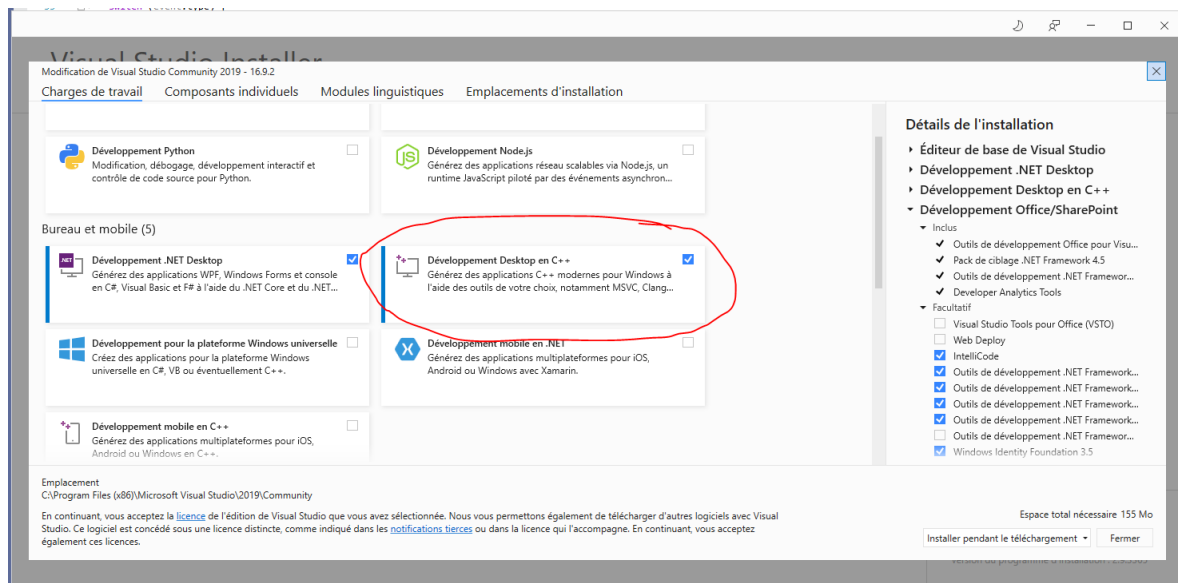 Visual Studio Installer
Modification de Visual Studio Community 2019 - 16.9.2
Charges de travail Composants individuels Modules linguistiques Emplacements d'installation
Développement Python
Modification, débogage, développement interactif et
contrôle de code source pour Python.
Développement Node.js
Générez des applications réseau scalables via Node.js, un
runtime JavaScript piloté par des événements asynchron...
Bureau et mobile (5)
Développement .NET Desktop
Générez des applications WPF, Windows Forms et console
en C#, Visual Basic et F# à l'aide du .NET Core et du .NET...
Développement Desktop en C++
Générez des applications C++ modernes pour Windows à
l'aide des outils de votre choix, notamment MSVC, Clang...
Développement pour la plateforme Windows universelle
Créez des applications pour la plateforme Windows
universelle en C#, VB ou éventuellement C++.
Développement mobile en .NET
Générez des applications multiplateformes pour iOS,
Android ou Windows avec Xamarin.
Développement mobile en C++
Générez des applications multiplateformes pour iOS,
Android ou Windows en C++.
Détails de l'installation
Éditeur de base de Visual Studio
Développement .NET Desktop
Développement Desktop en C++
Développement Office/SharePoint
Inclus
Outils de développement Office pour Visu...
Pack de ciblage .NET Framework 4.5
Outils de développement .NET Framewor...
Developer Analytics Tools
Facultatif
Visual Studio Tools pour Office (VSTO)
Web Deploy
IntelliCode
Outils de développement .NET Framework...
Outils de développement .NET Framework...
Outils de développement .NET Framework...
Outils de développement .NET Framework...
Outils de développement .NET Framewor...
Windows Identity Foundation 3.5
Emplacement
C:\Program Files (x86)\Microsoft Visual Studio\2019\Community
En continuant, vous acceptez la licence de l'édition de Visual Studio que vous avez sélectionnée. Nous vous permettons également de télécharger d'autres logiciels avec Visual
Studio. Ce logiciel est concédé sous une licence distincte, comme indiqué dans les notifications tierces ou dans la licence qui l'accompagne. En continuant, vous acceptez
également ces licences.
Espace total nécessaire 155 Mo
Installer pendant le téléchargement Fermer
Version du programme d'installation :